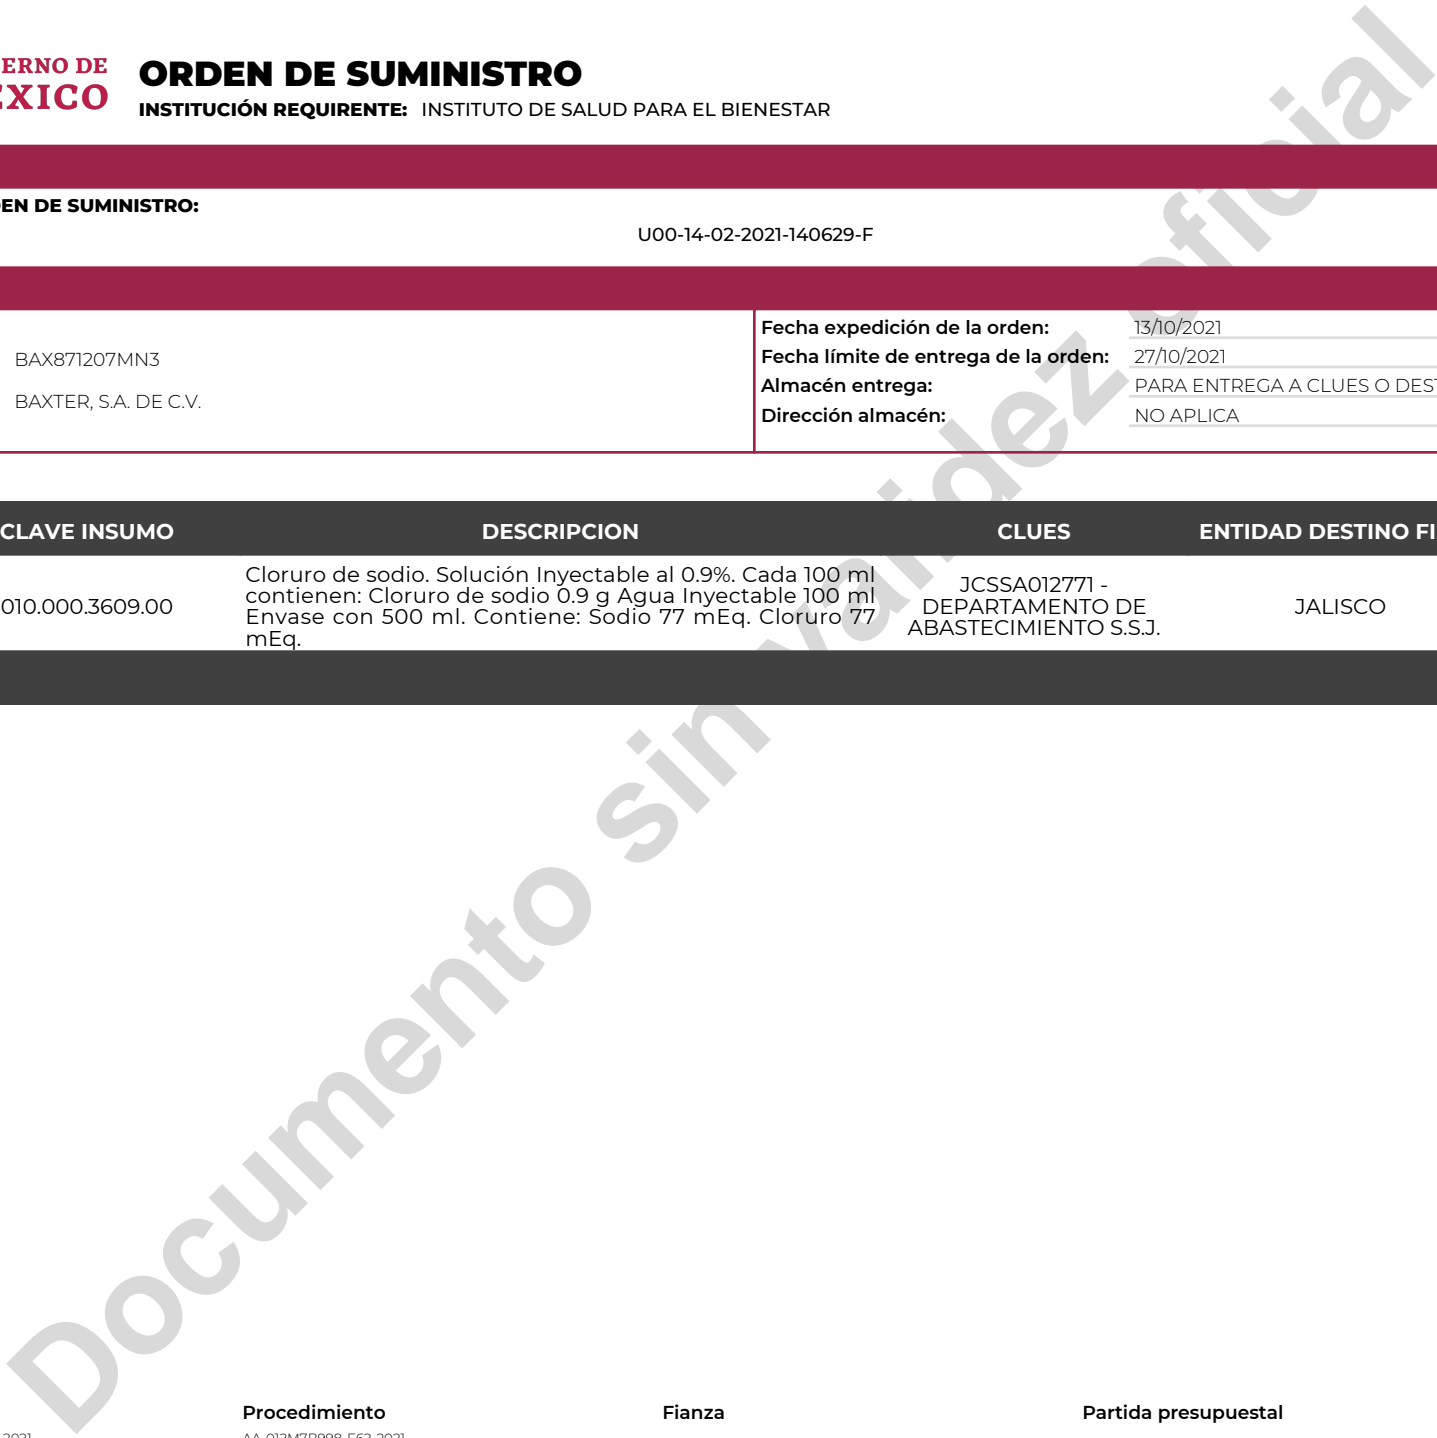 ERNO DE
EXICO
ORDEN DE SUMINISTRO
INSTITUCIÓN REQUIRENTE: INSTITUTO DE SALUD PARA EL BIENESTAR
EN DE SUMINISTRO:
U00-14-02-2021-140629-F
BAX871207MN3
BAXTER, S.A. DE C.V.
Fecha expedición de la orden: 13/10/2021
Fecha límite de entrega de la orden: 27/10/2021
Almacén entrega: PARA ENTREGA A CLUES O DEST
Dirección almacén: NO APLICA
CLAVE INSUMO DESCRIPCION CLUES ENTIDAD DESTINO FI
010.000.3609.00
Cloruro de sodio. Solución Inyectable al 0.9%. Cada 100 ml
contienen: Cloruro de sodio 0.9 g Agua Inyectable 100 ml
Envase con 500 ml. Contiene: Sodio 77 mEq. Cloruro 77
mEq.
JCSSA012771 -
DEPARTAMENTO DE
ABASTECIMIENTO S.S.J.
JALISCO
Documento sin validez oficial
Procedimiento Fianza Partida presupuestal